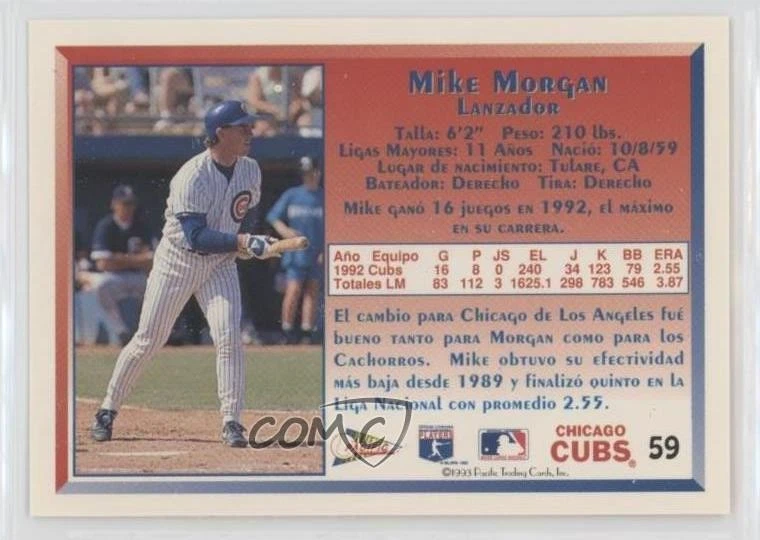 Mike Morgan
Lanzador
Talla: 6'2" Peso: 210 lbs.
Ligas Mayores: 11 Años Nació: 10/8/59
Lugar de nacimiento: Tulare, CA
Bateador: Derecho Tira: Derecho
Mike ganó 16 juegos en 1992, el máximo
en su carrera.
Año Equipo G P JS EL J K BB ERA
1992 Cubs 16 8 0 240 34 123 79 2.55
Totales LM 83 112 3 1625.1 298 783 546 3.87
El cambio para Chicago de Los Angeles fué
bueno tanto para Morgan como para los
Cachorros. Mike obtuvo su efectividad
más baja desde 1989 y finalizó quinto en la
Liga Nacional con promedio 2.55.
COMC
PLAYERS
CHICAGO
CUBS® 59
©1993 Pacific Trading Cards, Inc.